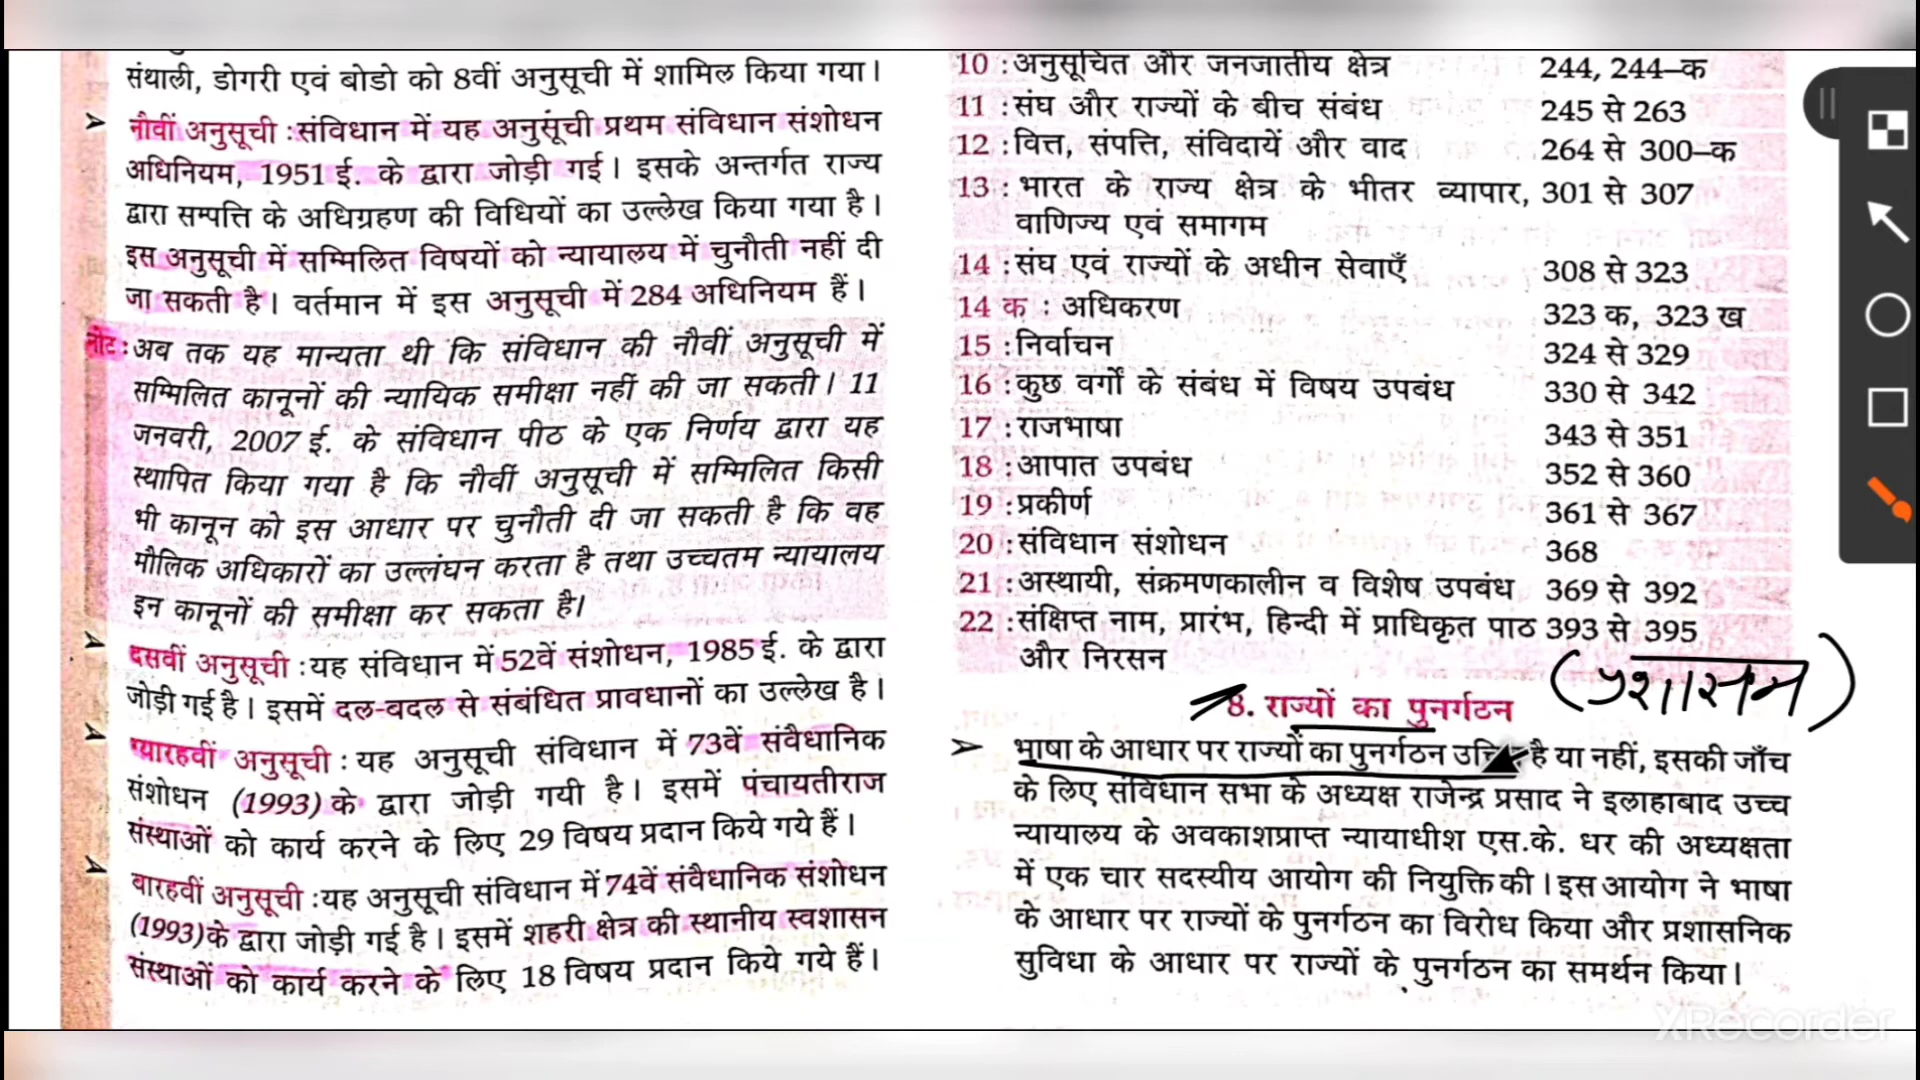 संथाली, डोगरी एवं बोडो को 8वीं अनुसूची में शामिल किया गया।
➤ नौवीं अनुसूची : संविधान में यह अनुसूची प्रथम संविधान संशोधन
अधिनियम, 1951 ई. के द्वारा जोड़ी गई। इसके अन्तर्गत राज्य
द्वारा सम्पत्ति के अधिग्रहण की विधियों का उल्लेख किया गया है।
इस अनुसूची में सम्मिलित विषयों को न्यायालय में चुनौती नहीं दी
जा सकती है। वर्तमान में इस अनुसूची में 284 अधिनियम हैं।
नोट : अब तक यह मान्यता थी कि संविधान की नौवीं अनुसूची में
सम्मिलित कानूनों की न्यायिक समीक्षा नहीं की जा सकती। 11
जनवरी, 2007 ई. के संविधान पीठ के एक निर्णय द्वारा यह
स्थापित किया गया है कि नौवीं अनुसूची में सम्मिलित किसी
भी कानून को इस आधार पर चुनौती दी जा सकती है कि वह
मौलिक अधिकारों का उल्लंघन करता है तथा उच्चतम न्यायालय
इन कानूनों की समीक्षा कर सकता है।
➤ दसवीं अनुसूची : यह संविधान में 52वें संशोधन, 1985 ई. के द्वारा
जोड़ी गई है। इसमें दल-बदल से संबंधित प्रावधानों का उल्लेख है।
➤ ग्यारहवीं अनुसूची : यह अनुसूची संविधान में 73वें संवैधानिक
संशोधन (1993) के द्वारा जोड़ी गयी है। इसमें पंचायतीराज
संस्थाओं को कार्य करने के लिए 29 विषय प्रदान किये गये हैं।
➤ बारहवीं अनुसूची : यह अनुसूची संविधान में 74वें संवैधानिक संशोधन
(1993) के द्वारा जोड़ी गई है। इसमें शहरी क्षेत्र की स्थानीय स्वशासन
संस्थाओं को कार्य करने के लिए 18 विषय प्रदान किये गये हैं।
10 : अनुसूचित और जनजातीय क्षेत्र 244, 244–क
11 : संघ और राज्यों के बीच संबंध 245 से 263
12 : वित्त, संपत्ति, संविदायें और वाद 264 से 300–क
13 : भारत के राज्य क्षेत्र के भीतर व्यापार, 301 से 307
वाणिज्य एवं समागम
14 : संघ एवं राज्यों के अधीन सेवाएँ 308 से 323
14 क : अधिकरण 323 क, 323 ख
15 : निर्वाचन 324 से 329
16 : कुछ वर्गों के संबंध में विषय उपबंध 330 से 342
17 : राजभाषा 343 से 351
18 : आपात उपबंध 352 से 360
19 : प्रकीर्ण 361 से 367
20 : संविधान संशोधन 368
21 : अस्थायी, संक्रमणकालीन व विशेष उपबंध 369 से 392
22 : संक्षिप्त नाम, प्रारंभ, हिन्दी में प्राधिकृत पाठ 393 से 395
और निरसन
8. राज्यों का पुनर्गठन (प्रशासन)
➤ भाषा के आधार पर राज्यों का पुनर्गठन है या नहीं, इसकी जाँच
के लिए संविधान सभा के अध्यक्ष राजेन्द्र प्रसाद ने इलाहाबाद उच्च
न्यायालय के अवकाशप्राप्त न्यायाधीश एस.के. धर की अध्यक्षता
में एक चार सदस्यीय आयोग की नियुक्ति की। इस आयोग ने भाषा
के आधार पर राज्यों के पुनर्गठन का विरोध किया और प्रशासनिक
सुविधा के आधार पर राज्यों के पुनर्गठन का समर्थन किया।
XRecorder